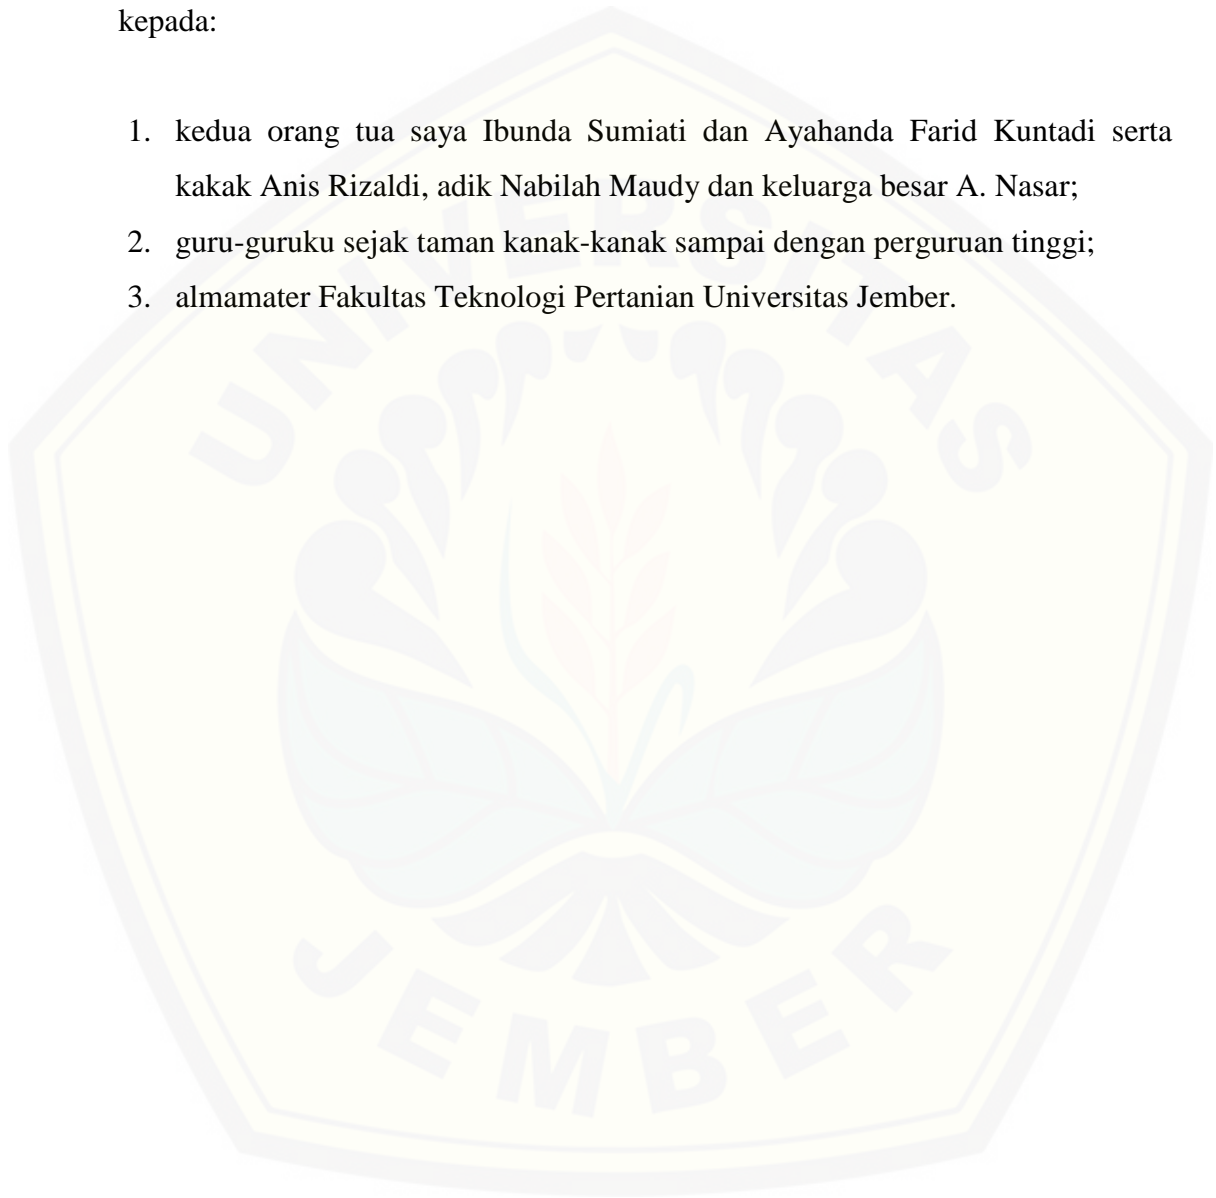 kepada:
1. kedua orang tua saya Ibunda Sumiati dan Ayahanda Farid Kuntadi serta
kakak Anis Rizaldi, adik Nabilah Maudy dan keluarga besar A. Nasar;
2. guru-guruku sejak taman kanak-kanak sampai dengan perguruan tinggi;
3. almamater Fakultas Teknologi Pertanian Universitas Jember.
UNIVERSITAS
JEMBER